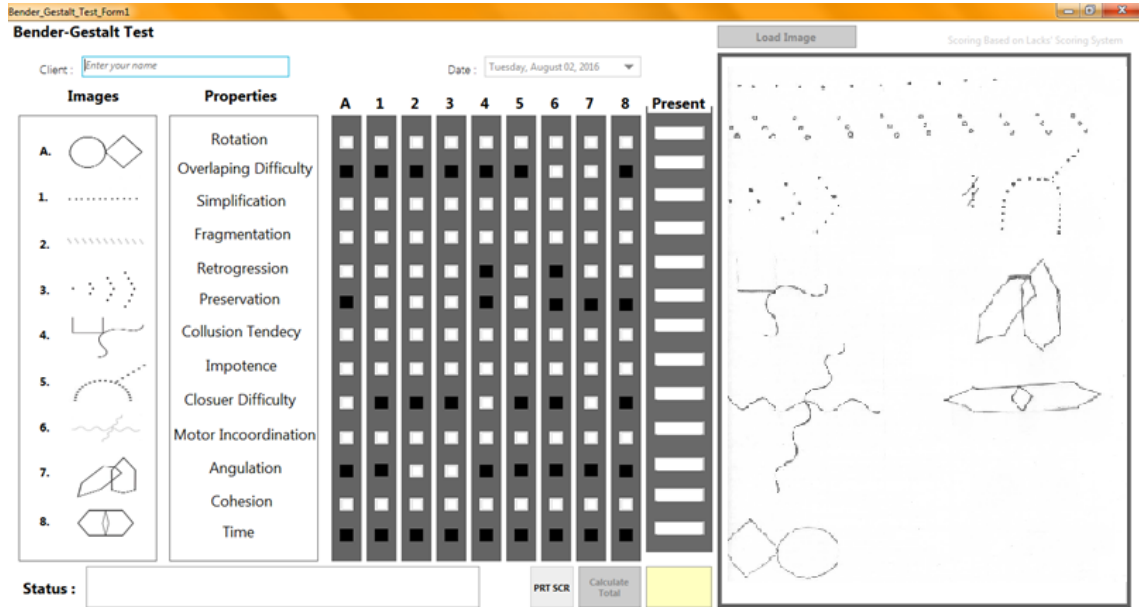 Bender_Gestalt_Test_Form1
Bender-Gestalt Test
Load Image
Scoring Based on Lacks' Scoring System
Client : Enter your name
Date : Tuesday, August 02, 2016
Images Properties A 1 2 3 4 5 6 7 8 Present
A.
1.
2.
3.
4.
5.
6.
7.
8.
Rotation
Overlaping Difficulty
Simplification
Fragmentation
Retrogression
Preservation
Collusion Tendecy
Impotence
Closuer Difficulty
Motor Incoordination
Angulation
Cohesion
Time
Status :
PRT SCR
Calculate
Total